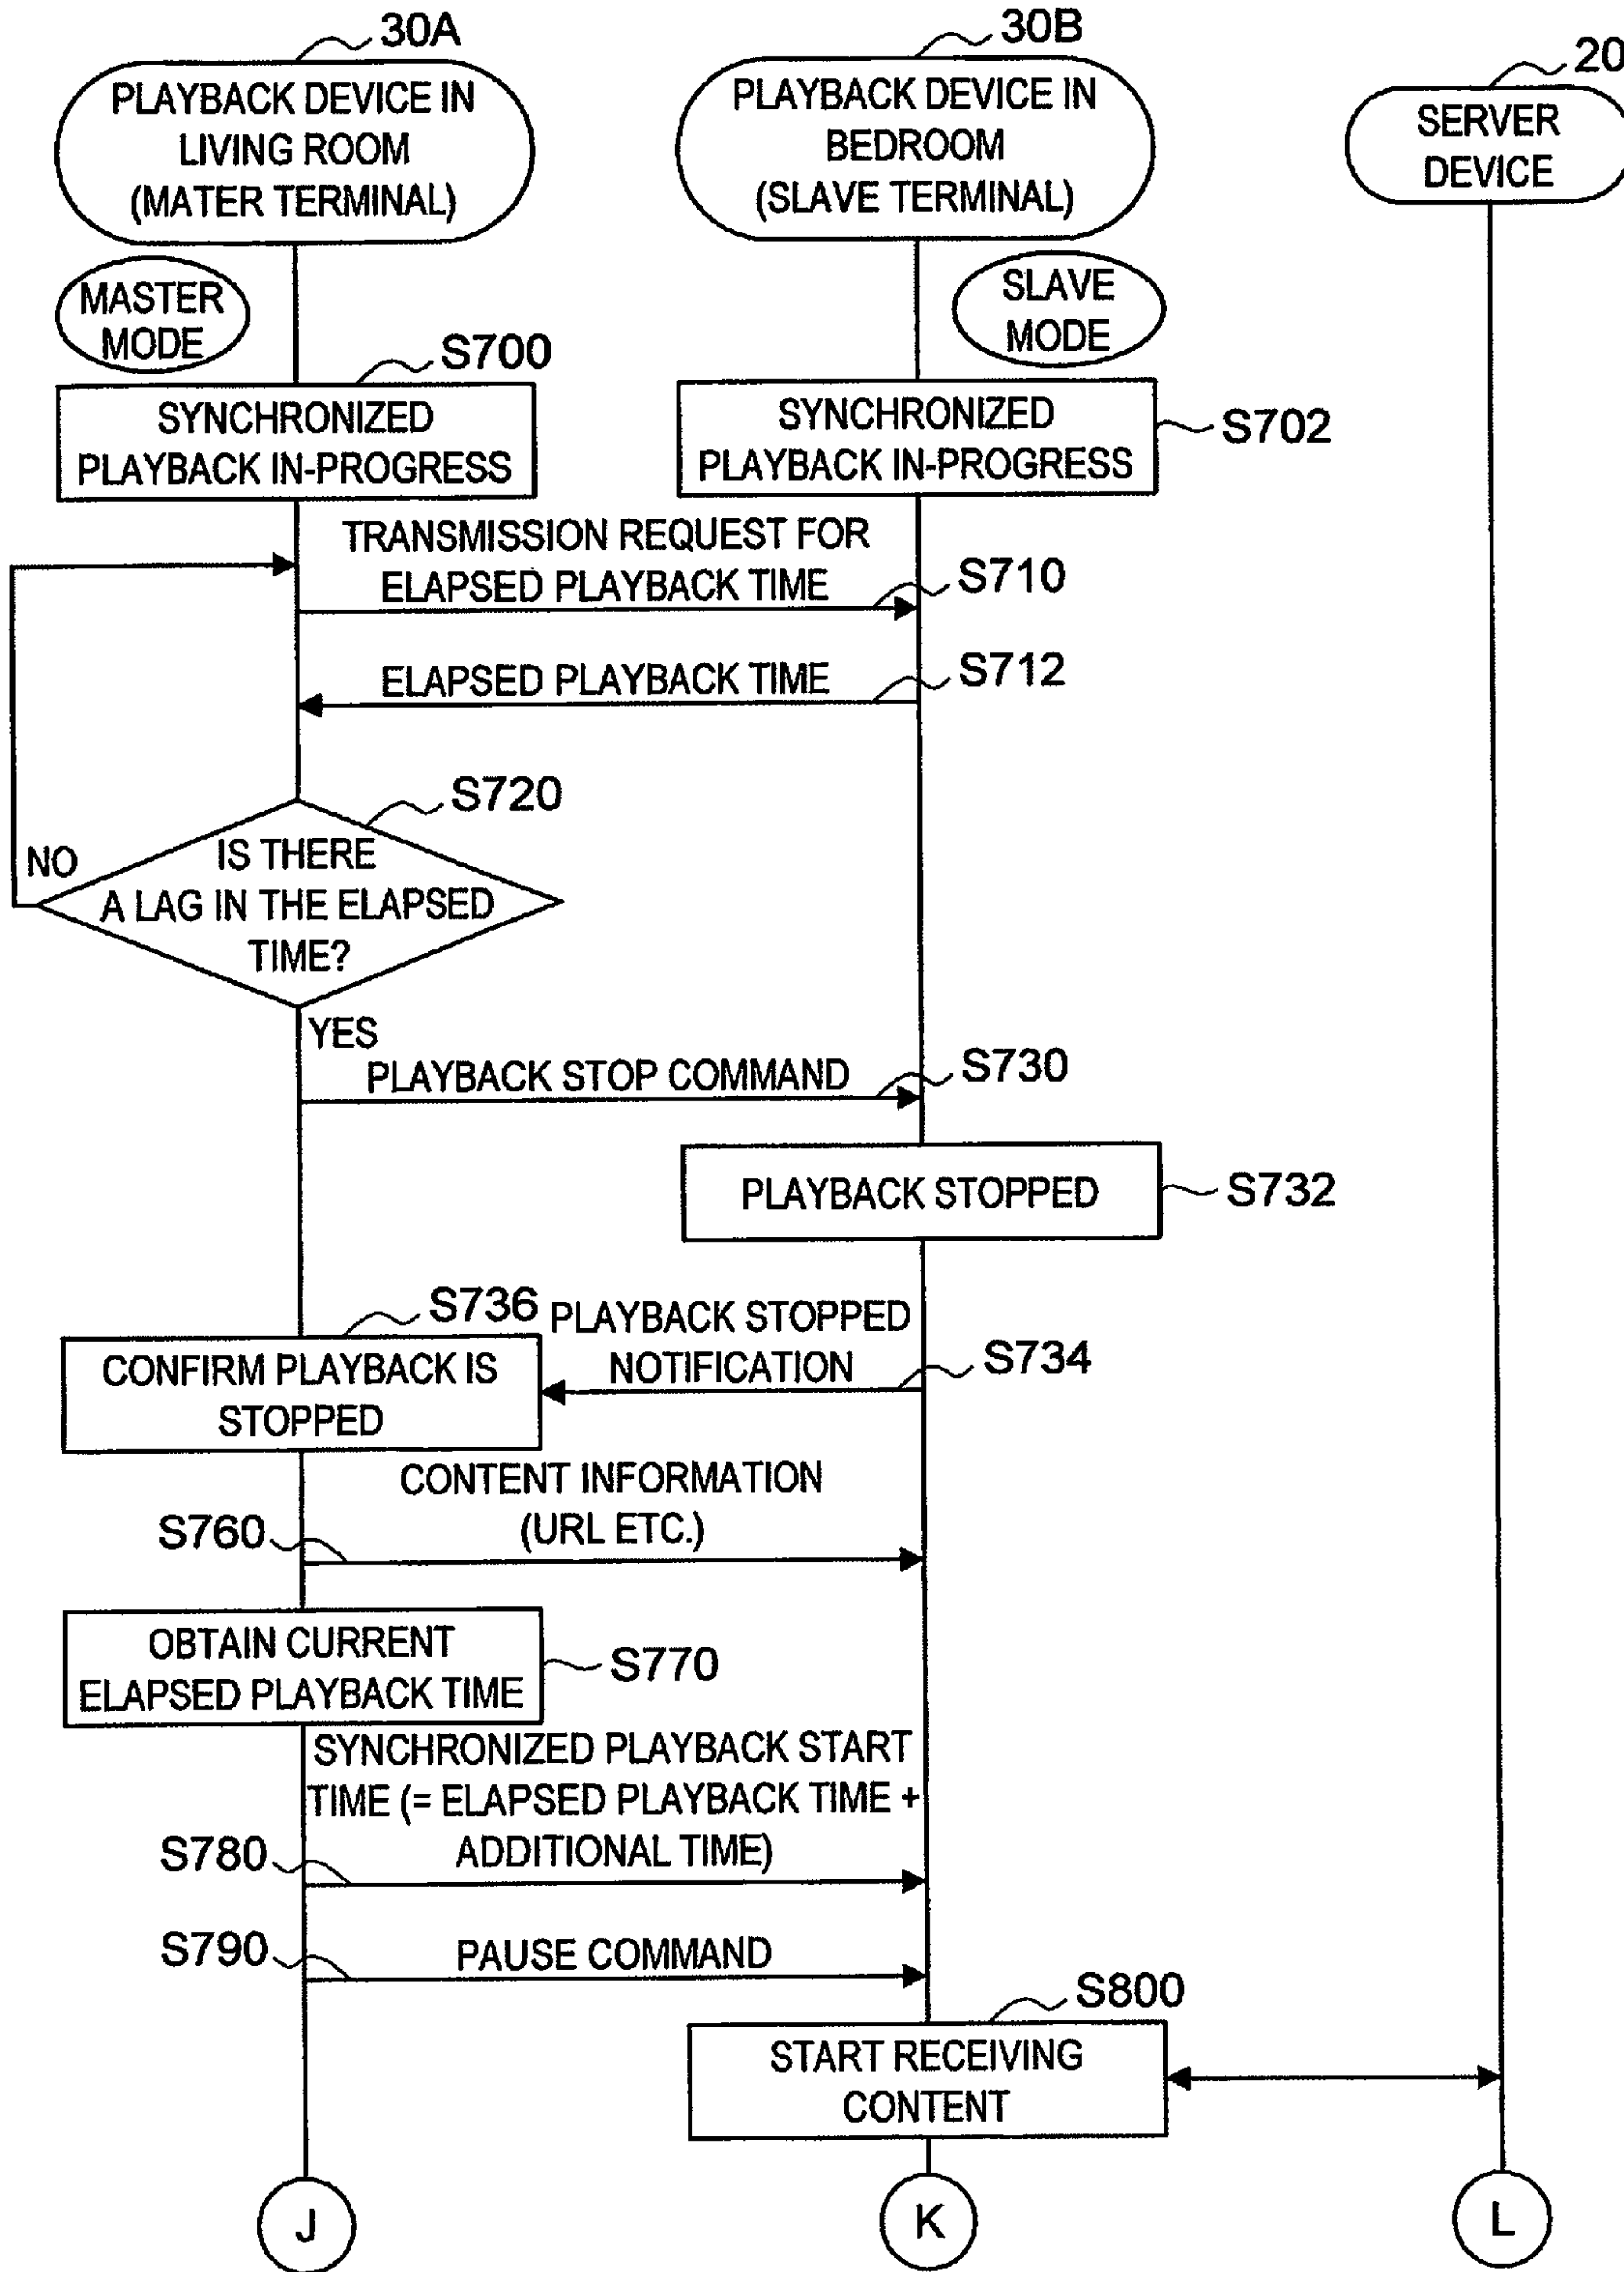 30A
30B
20
PLAYBACK DEVICE IN
LIVING ROOM
(MATER TERMINAL)
PLAYBACK DEVICE IN
BEDROOM
(SLAVE TERMINAL)
SERVER
DEVICE
MASTER
MODE
SLAVE
MODE
S700
SYNCHRONIZED
PLAYBACK IN-PROGRESS
SYNCHRONIZED
PLAYBACK IN-PROGRESS
S702
TRANSMISSION REQUEST FOR
ELAPSED PLAYBACK TIME
S710
ELAPSED PLAYBACK TIME
S712
S720
NO
IS THERE
A LAG IN THE ELAPSED
TIME?
YES
PLAYBACK STOP COMMAND
S730
PLAYBACK STOPPED
S732
S736
PLAYBACK STOPPED
NOTIFICATION
S734
CONFIRM PLAYBACK IS
STOPPED
CONTENT INFORMATION
(URL ETC.)
S760
OBTAIN CURRENT
ELAPSED PLAYBACK TIME
S770
SYNCHRONIZED PLAYBACK START
TIME (= ELAPSED PLAYBACK TIME +
ADDITIONAL TIME)
S780
S790
PAUSE COMMAND
S800
START RECEIVING
CONTENT
J
K
L